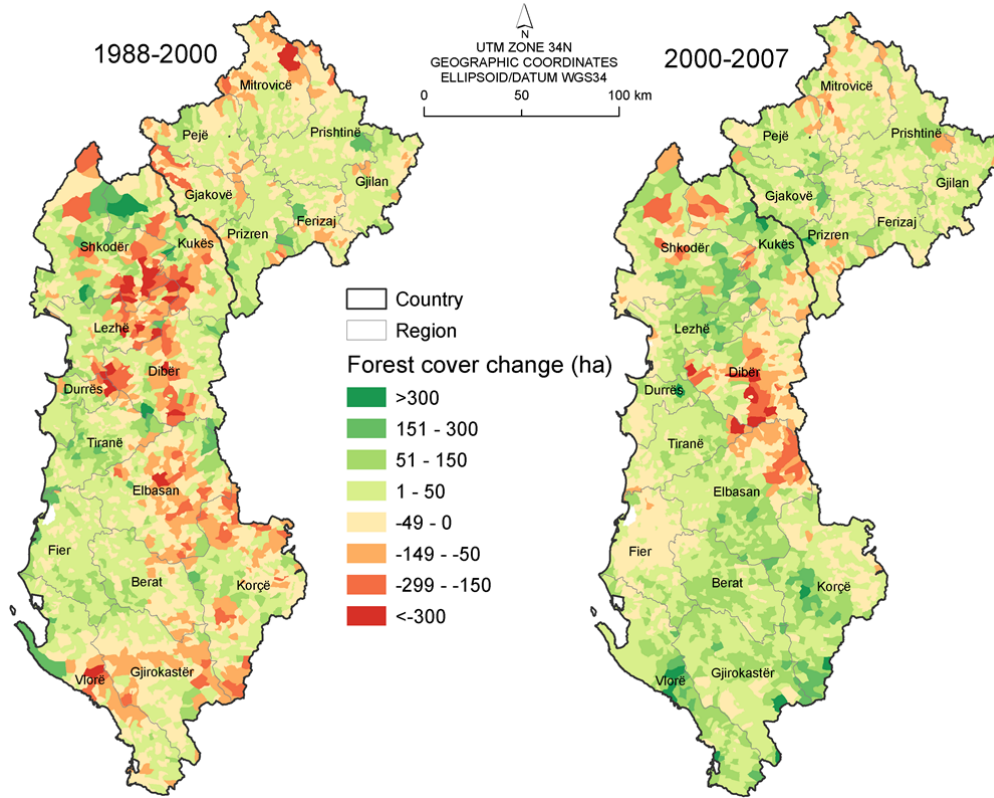 1988-2000
N
UTM ZONE 34N
GEOGRAPHIC COORDINATES
ELLIPSOID/DATUM WGS34
0 50 100 km
2000-2007
Mitrovicë
Pejë
Prishtinë
Gjilan
Gjakovë
Ferizaj
Prizren
Shkodër
Kukës
Lezhë
Dibër
Durrës
Tiranë
Elbasan
Fier
Berat
Korçë
Vlorë
Gjirokastër
Country
Region
Forest cover change (ha)
>300
151 - 300
51 - 150
1 - 50
-49 - 0
-149 - -50
-299 - -150
<-300
Mitrovicë
Pejë
Prishtinë
Gjilan
Gjakovë
Ferizaj
Prizren
Kukës
Shkodër
Lezhë
Dibër
Durrës
Tiranë
Elbasan
Fier
Berat
Korçë
Vlorë
Gjirokastër